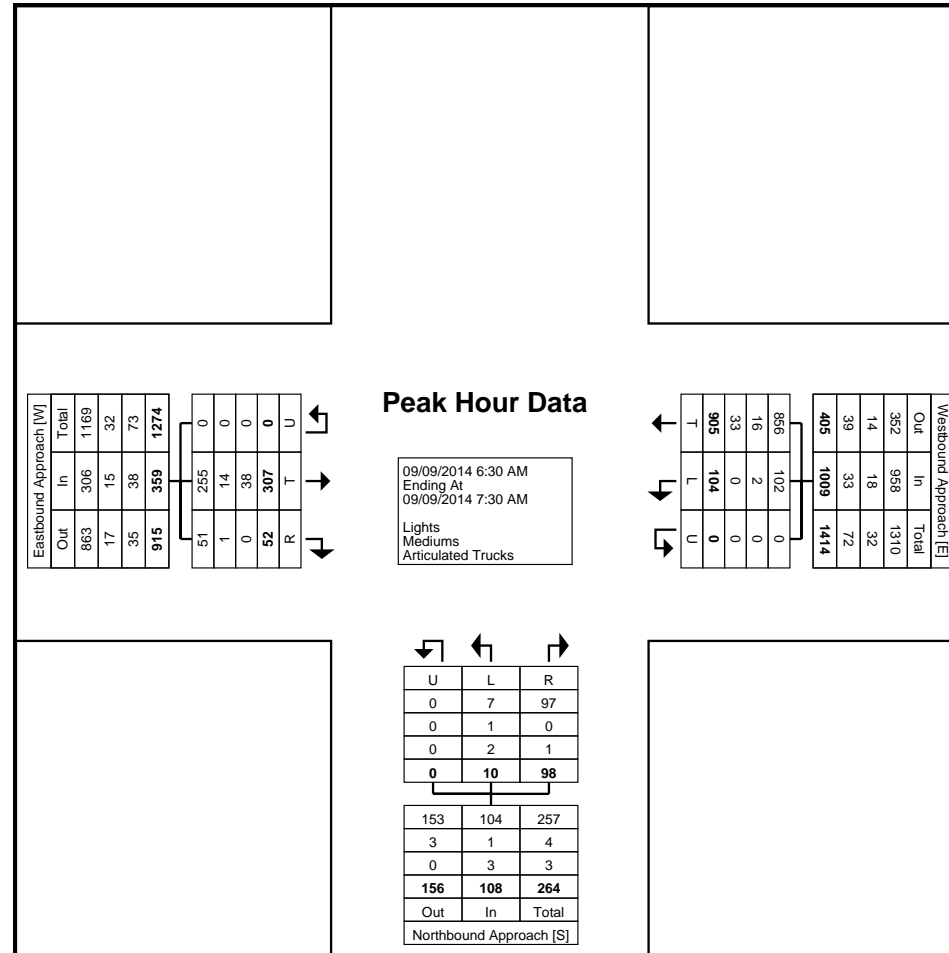 Peak Hour Data
09/09/2014 6:30 AM
Ending At
09/09/2014 7:30 AM
Lights
Mediums
Articulated Trucks
Eastbound Approach [W]
Total In Out
1169 306 863
32 15 17
73 38 35
1274 359 915
0 255 51
0 14 1
0 38 0
0 307 52
U T R
Westbound Approach [E]
Out In Total
352 958 1310
14 18 32
39 33 72
405 1009 1414
856 102 0
16 2 0
33 0 0
905 104 0
T L U
U L R
0 7 97
0 1 0
0 2 1
0 10 98
153 104 257
3 1 4
0 3 3
156 108 264
Out In Total
Northbound Approach [S]